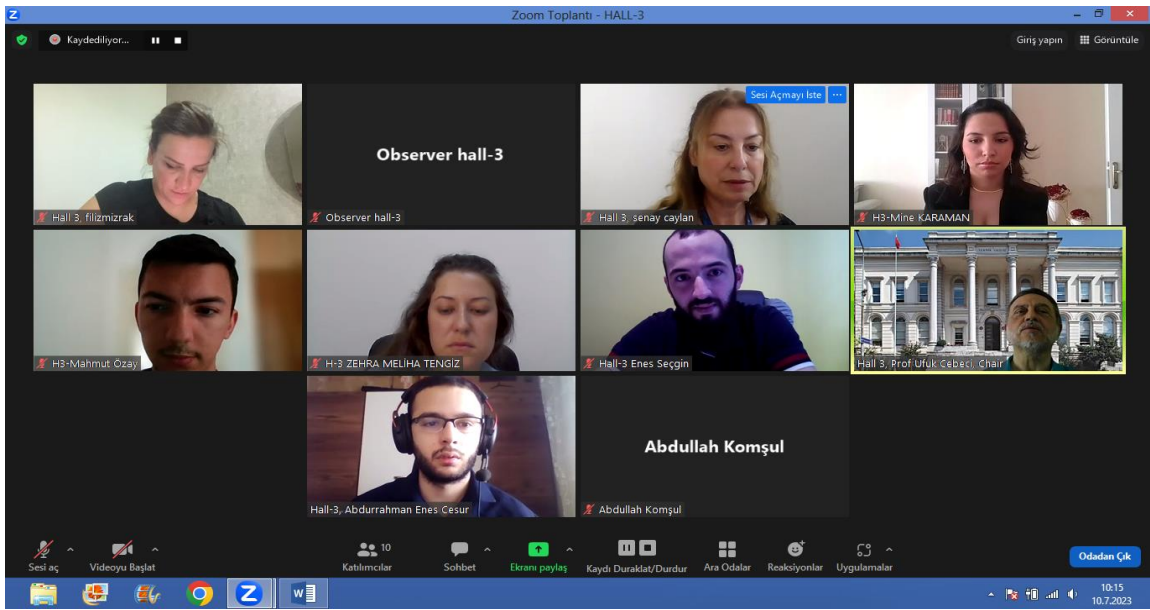 Zoom Toplantı - HALL-3
Kaydediliyor...
Giriş yapın
Görüntüle
Hall 3, filizmizrak
Observer hall-3
Observer hall-3
Sesi Açmayı İste
Hall 3, senay caylan
H3-Mine KARAMAN
H3-Mahmut Özay
H-3 ZEHRA MELİHA TENGİZ
Hall-3 Enes Seçgin
Hall 3, Prof Ufuk Cebeci, Chair
Hall-3, Abdurrahman Enes Cesur
Abdullah Komşul
Abdullah Komşul
Sesi aç
Videoyu Başlat
10
Katılımcılar
Sohbet
Ekranı paylaş
Kaydı Duraklat/Durdur
Ara Odalar
Reaksiyonlar
Uygulamalar
Odadan Çık
10:15
10.7.2023